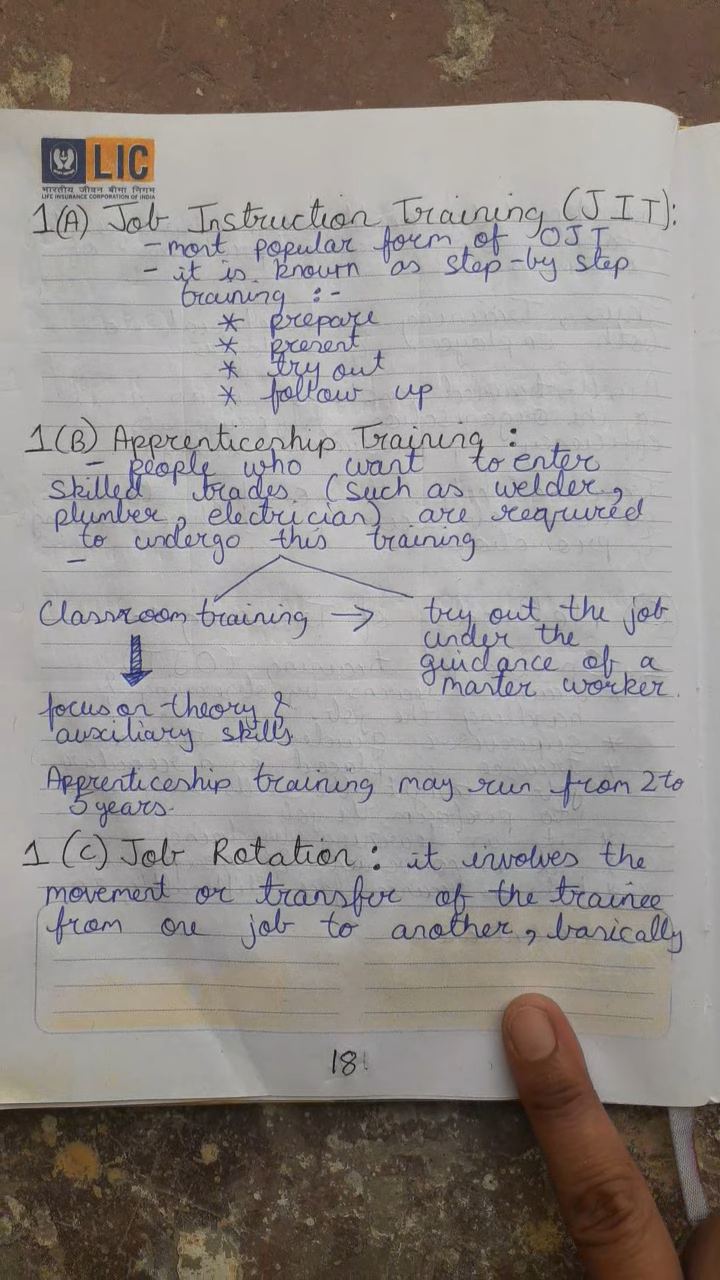 LIC
भारतीय जीवन बीमा निगम
LIFE INSURANCE CORPORATION OF INDIA
1(A) Job Instruction Training (JIT):
- most popular form of OJT
- it is known as step-by step
training :-
* prepare
* present
* try out
* follow up
1(B) Apprenticeship Training :
- people who want to enter
skilled trades (such as welder,
plumber, electrician) are required
to undergo this training
-
Classroom training → try out the job
under the
guidance of a
master worker.
focus on theory &
auxiliary skills
Apprenticeship training may run from 2 to
5 years.
1 (C) Job Rotation : it involves the
movement or transfer of the trainee
from one job to another, basically
18